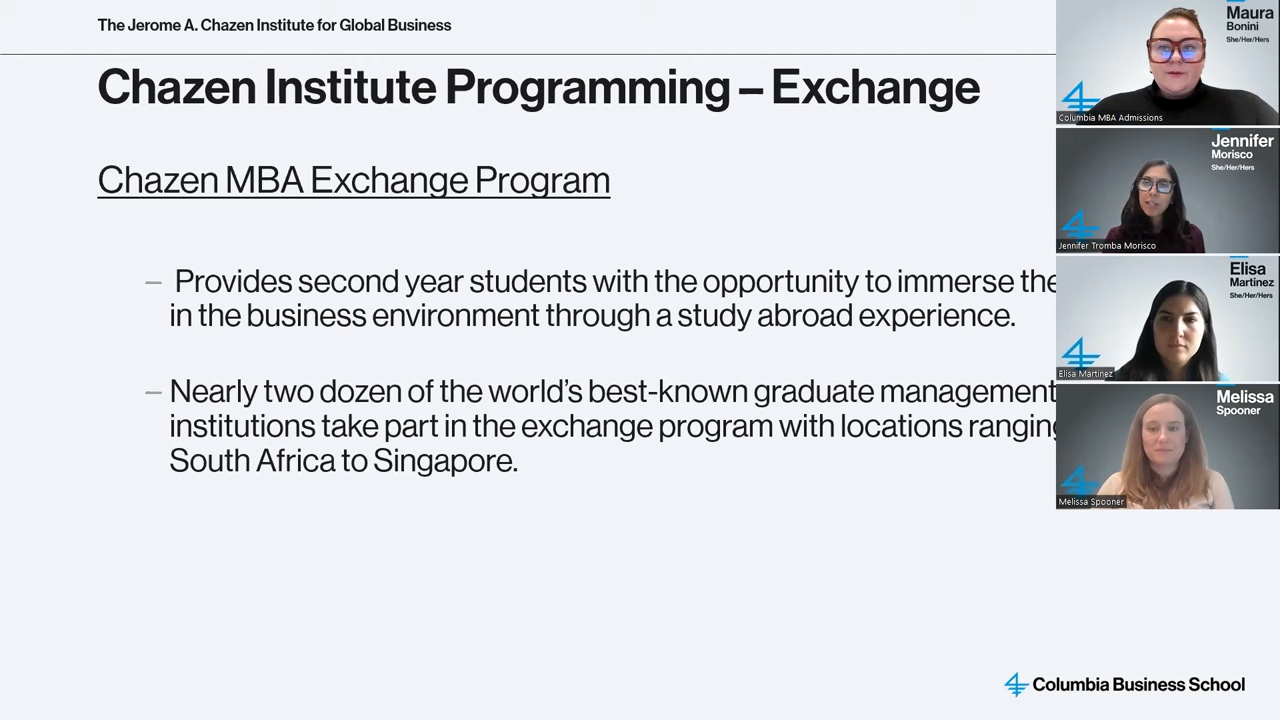 The Jerome A. Chazen Institute for Global Business
Chazen Institute Programming – Exchange
Chazen MBA Exchange Program
– Provides second year students with the opportunity to immerse the
in the business environment through a study abroad experience.
– Nearly two dozen of the world's best-known graduate management
institutions take part in the exchange program with locations ranging
South Africa to Singapore.
Columbia Business School
Maura
Bonini
She/Her/Hers
Columbia MBA Admissions
Jennifer
Morisco
She/Her/Hers
Jennifer Tromba Morisco
Elisa
Martinez
She/Her/Hers
Elisa Martinez
Melissa
Spooner
Melissa Spooner